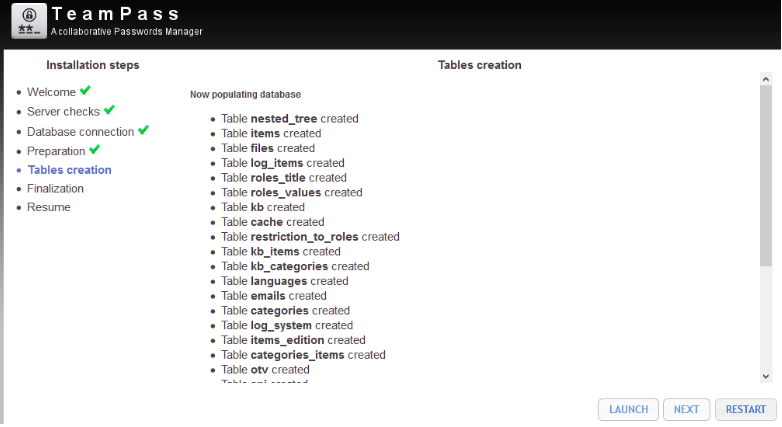 TeamPass
A collaborative Passwords Manager
Installation steps
Welcome
Server checks
Database connection
Preparation
Tables creation
Finalization
Resume
Tables creation
Now populating database
Table nested_tree created
Table items created
Table files created
Table log_items created
Table roles_title created
Table roles_values created
Table kb created
Table cache created
Table restriction_to_roles created
Table kb_items created
Table kb_categories created
Table languages created
Table emails created
Table categories created
Table log_system created
Table items_edition created
Table categories_items created
Table otv created
Table api created
LAUNCH
NEXT
RESTART